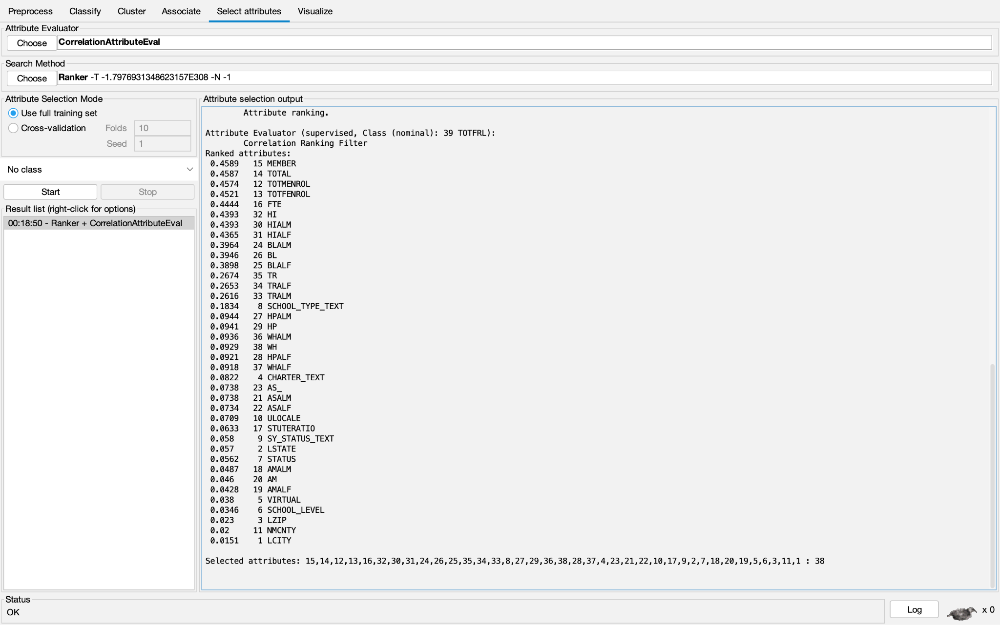 Preprocess Classify Cluster Associate Select attributes Visualize
Attribute Evaluator
Choose CorrelationAttributeEval
Search Method
Choose Ranker -T -1.7976931348623157E308 -N -1
Attribute Selection Mode
Use full training set
Cross-validation Folds 10
Seed 1
No class
Start Stop
Result list (right-click for options)
00:18:50 - Ranker + CorrelationAttributeEval
Attribute selection output
Attribute ranking.
Attribute Evaluator (supervised, Class (nominal): 39 TOTFRL):
Correlation Ranking Filter
Ranked attributes:
0.4589 15 MEMBER
0.4587 14 TOTAL
0.4574 12 TOTMENROL
0.4521 13 TOTFENROL
0.4444 16 FTE
0.4393 32 HI
0.4393 30 HIALM
0.4365 31 HIALF
0.3964 24 BLALM
0.3946 26 BL
0.3898 25 BLALF
0.2674 35 TR
0.2653 34 TRALF
0.2616 33 TRALM
0.1834 8 SCHOOL_TYPE_TEXT
0.0944 27 HPALM
0.0941 29 HP
0.0936 36 WHALM
0.0929 38 WH
0.0921 28 HPALF
0.0918 37 WHALF
0.0822 4 CHARTER_TEXT
0.0738 23 AS_
0.0738 21 ASALM
0.0734 22 ASALF
0.0709 10 ULOCALE
0.0633 17 STUTERATIO
0.058 9 SY_STATUS_TEXT
0.057 2 LSTATE
0.0562 7 STATUS
0.0487 18 AMALM
0.046 20 AM
0.0428 19 AMALF
0.038 5 VIRTUAL
0.0346 6 SCHOOL_LEVEL
0.023 3 LZIP
0.02 11 NMCNTY
0.0151 1 LCITY
Selected attributes: 15,14,12,13,16,32,30,31,24,26,25,35,34,33,8,27,29,36,38,28,37,4,23,21,22,10,17,9,2,7,18,20,19,5,6,3,11,1 : 38
Status
OK
Log x 0